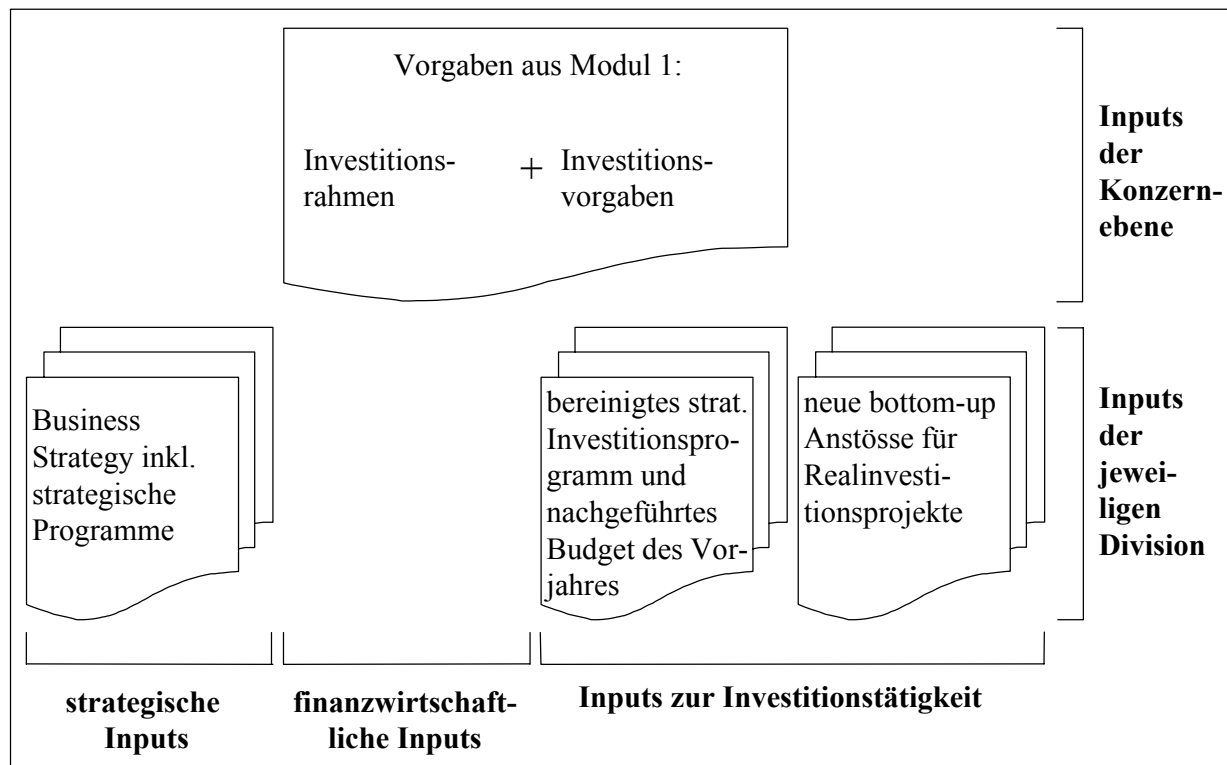 Vorgaben aus Modul 1:
Investitions-
rahmen
+
Investitions-
vorgaben
Inputs
der
Konzern-
ebene
Business
Strategy inkl.
strategische
Programme
bereinigtes strat.
Investitionspro-
gramm und
nachgeführtes
Budget des Vor-
jahres
neue bottom-up
Anstösse für
Realinvesti-
tionsprojekte
Inputs
der
jewei-
ligen
Division
strategische
Inputs
finanzwirtschaft-
liche Inputs
Inputs zur Investitionstätigkeit